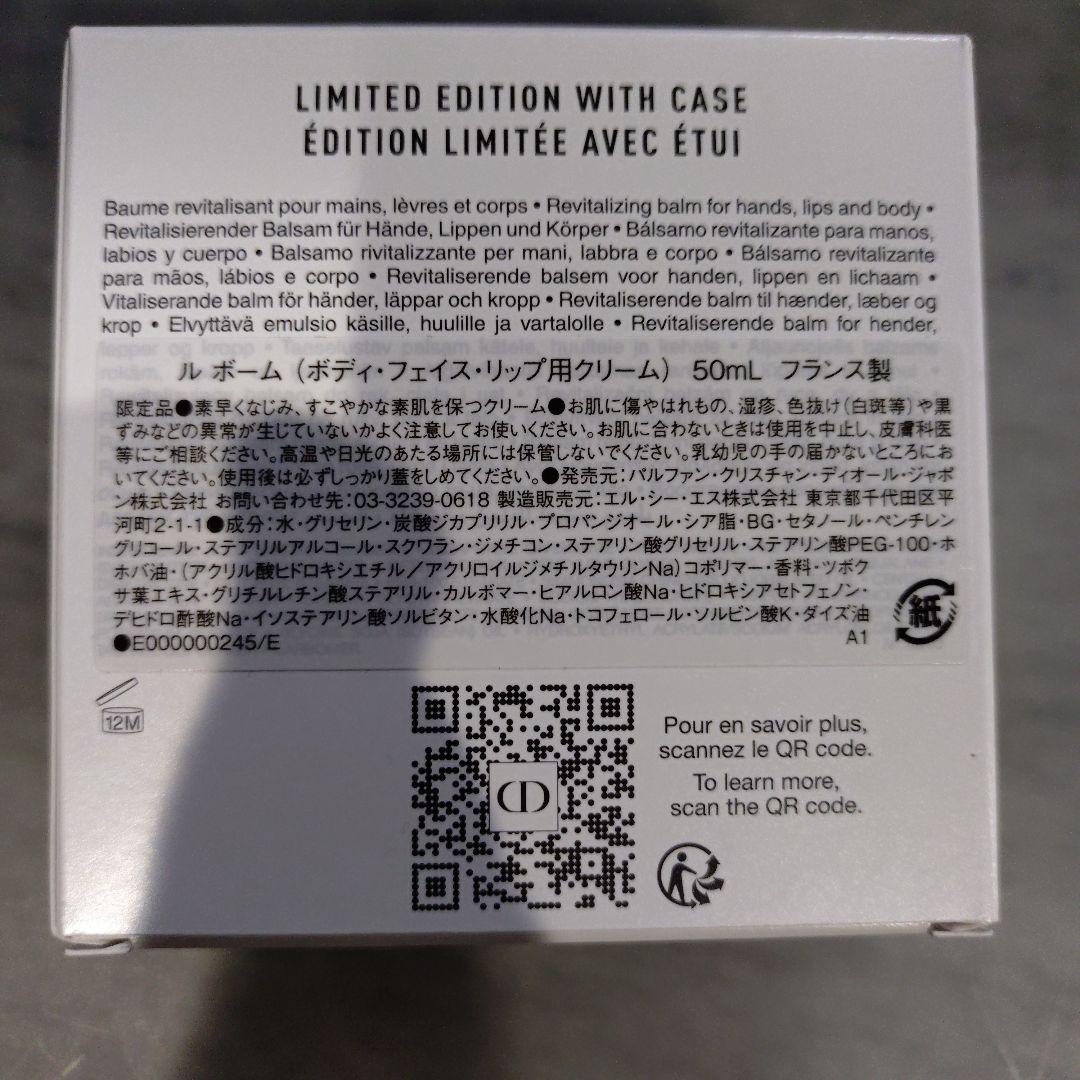 LIMITED EDITION WITH CASE
ÉDITION LIMITÉE AVEC ÉTUI
Baume revitalisant pour mains, lèvres et corps • Revitalizing balm for hands, lips and body •
Revitalisierender Balsam für Hände, Lippen und Körper • Bálsamo revitalizante para manos,
labios y cuerpo • Balsamo rivitalizzante per mani, labbra e corpo • Bálsamo revitalizante
para mãos, lábios e corpo • Revitaliserende balsem voor handen, lippen en lichaam •
Vitaliserande balm för händer, läppar och kropp • Revitaliserende balm til hænder, læber og
krop • Elvyttävä emulsio käsille, huulille ja vartalolle • Revitaliserende balm for hender,
ル ボーム（ボディ・フェイス・リップ用クリーム） 50mL フランス製
限定品●素早くなじみ、すこやかな素肌を保つクリーム●お肌に傷やはれもの、湿疹、色抜け(白斑等)や黒
ずみなどの異常が生じていないかよく注意してお使いください。お肌に合わないときは使用を中止し、皮膚科医
等にご相談ください。高温や日光のあたる場所には保管しないでください。乳幼児の手の届かないところにお
いてください。使用後は必ずしっかり蓋をしめてください。●発売元：パルファン・クリスチャン・ディオール・ジャポ
ン株式会社 お問い合わせ先：03-3239-0618 製造販売元：エル・シー・エス株式会社 東京都千代田区平
河町2-1-1●成分：水・グリセリン・炭酸ジカプリリル・プロパンジオール・シア脂・BG・セタノール・ペンチレン
グリコール・ステアリルアルコール・スクワラン・ジメチコン・ステアリン酸グリセリル・ステアリン酸PEG-100・ホ
ホバ油・(アクリル酸ヒドロキシエチル／アクリロイルジメチルタウリンNa)コポリマー・香料・ツボク
サ葉エキス・グリチルレチン酸ステアリル・カルボマー・ヒアルロン酸Na・ヒドロキシアセトフェノン・
デヒドロ酢酸Na・イソステアリン酸ソルビタン・水酸化Na・トコフェロール・ソルビン酸K・ダイズ油
●E000000245/E
A1
紙
12M
CD
Pour en savoir plus,
scannez le QR code.
To learn more,
scan the QR code.